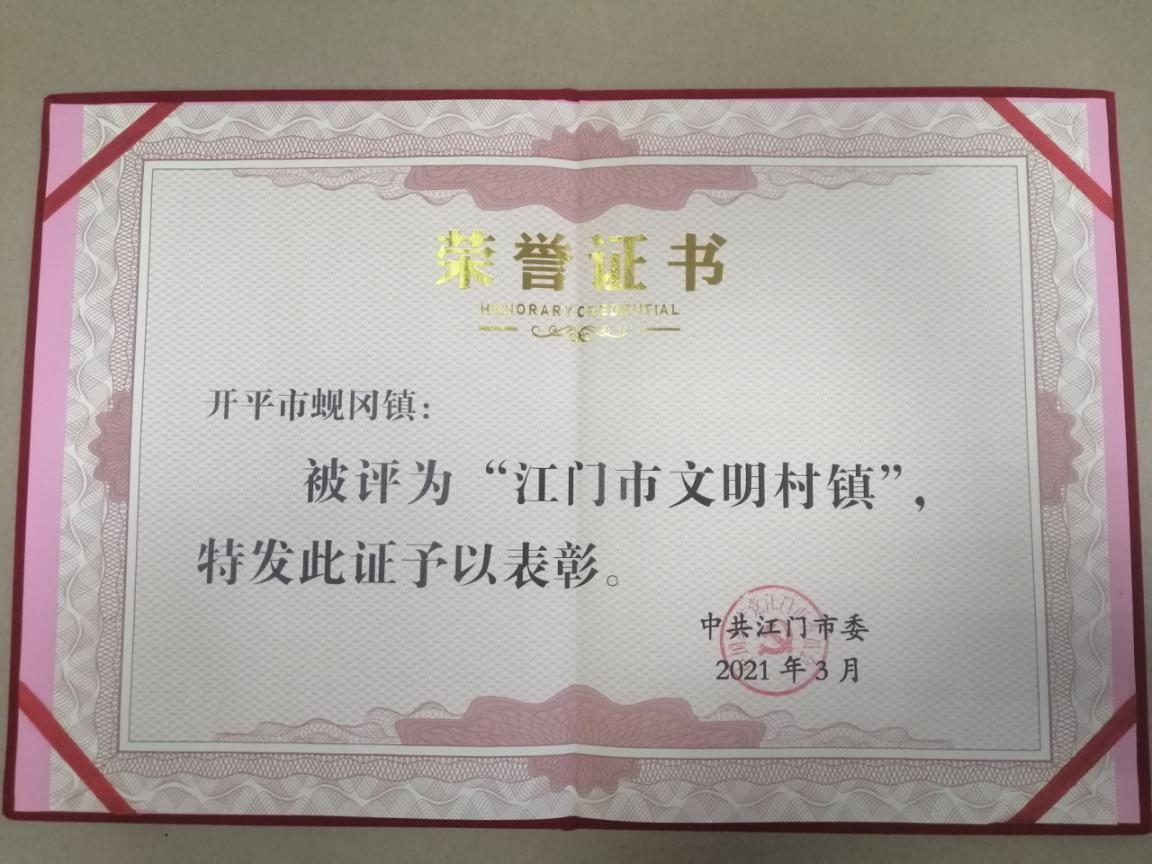 荣誉证书
HONORARY CREDENTIAL
开平市蚬冈镇：
被评为“江门市文明村镇”，
特发此证予以表彰。
中共江门市委
2021年3月